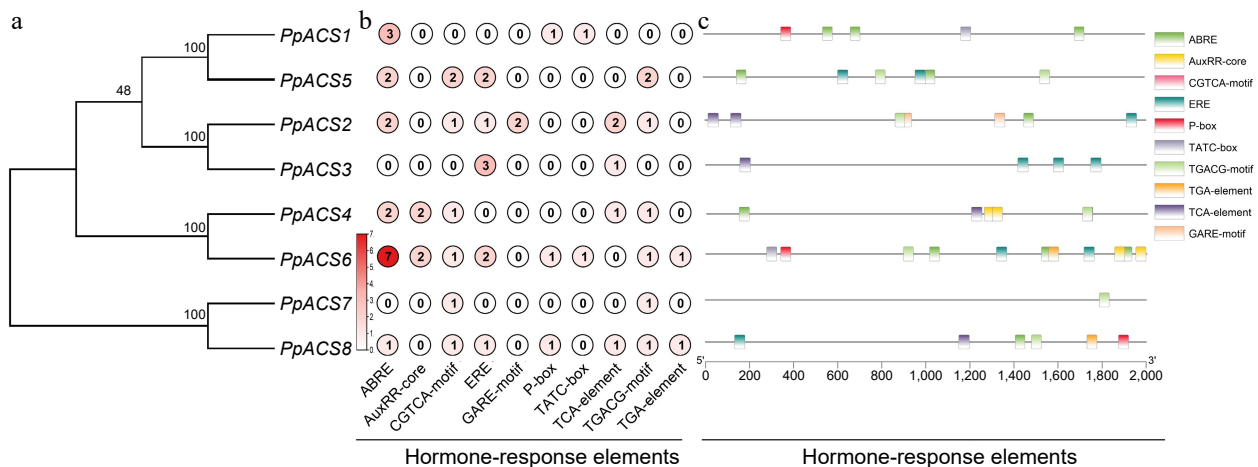 a
b
c
100
48
100
100
100
PpACS1 3 0 0 0 0 1 1 0 0 0
PpACS5 2 0 2 2 0 0 0 0 2 0
PpACS2 2 0 1 1 2 0 0 2 1 0
PpACS3 0 0 0 3 0 0 0 1 0 0
PpACS4 2 2 1 0 0 0 0 1 1 0
PpACS6 7 2 1 2 0 1 1 0 1 1
PpACS7 0 0 1 0 0 0 0 0 1 0
PpACS8 1 0 1 1 0 1 0 1 1 1
7
6
5
4
3
2
1
0
ABRE
AuxRR-core
CGTCA-motif
ERE
GARE-motif
P-box
TATC-box
TCA-element
TGACG-motif
TGA-element
Hormone-response elements
5' 3'
0 200 400 600 800 1,000 1,200 1,400 1,600 1,800 2,000
Hormone-response elements
ABRE
AuxRR-core
CGTCA-motif
ERE
P-box
TATC-box
TGACG-motif
TGA-element
TCA-element
GARE-motif